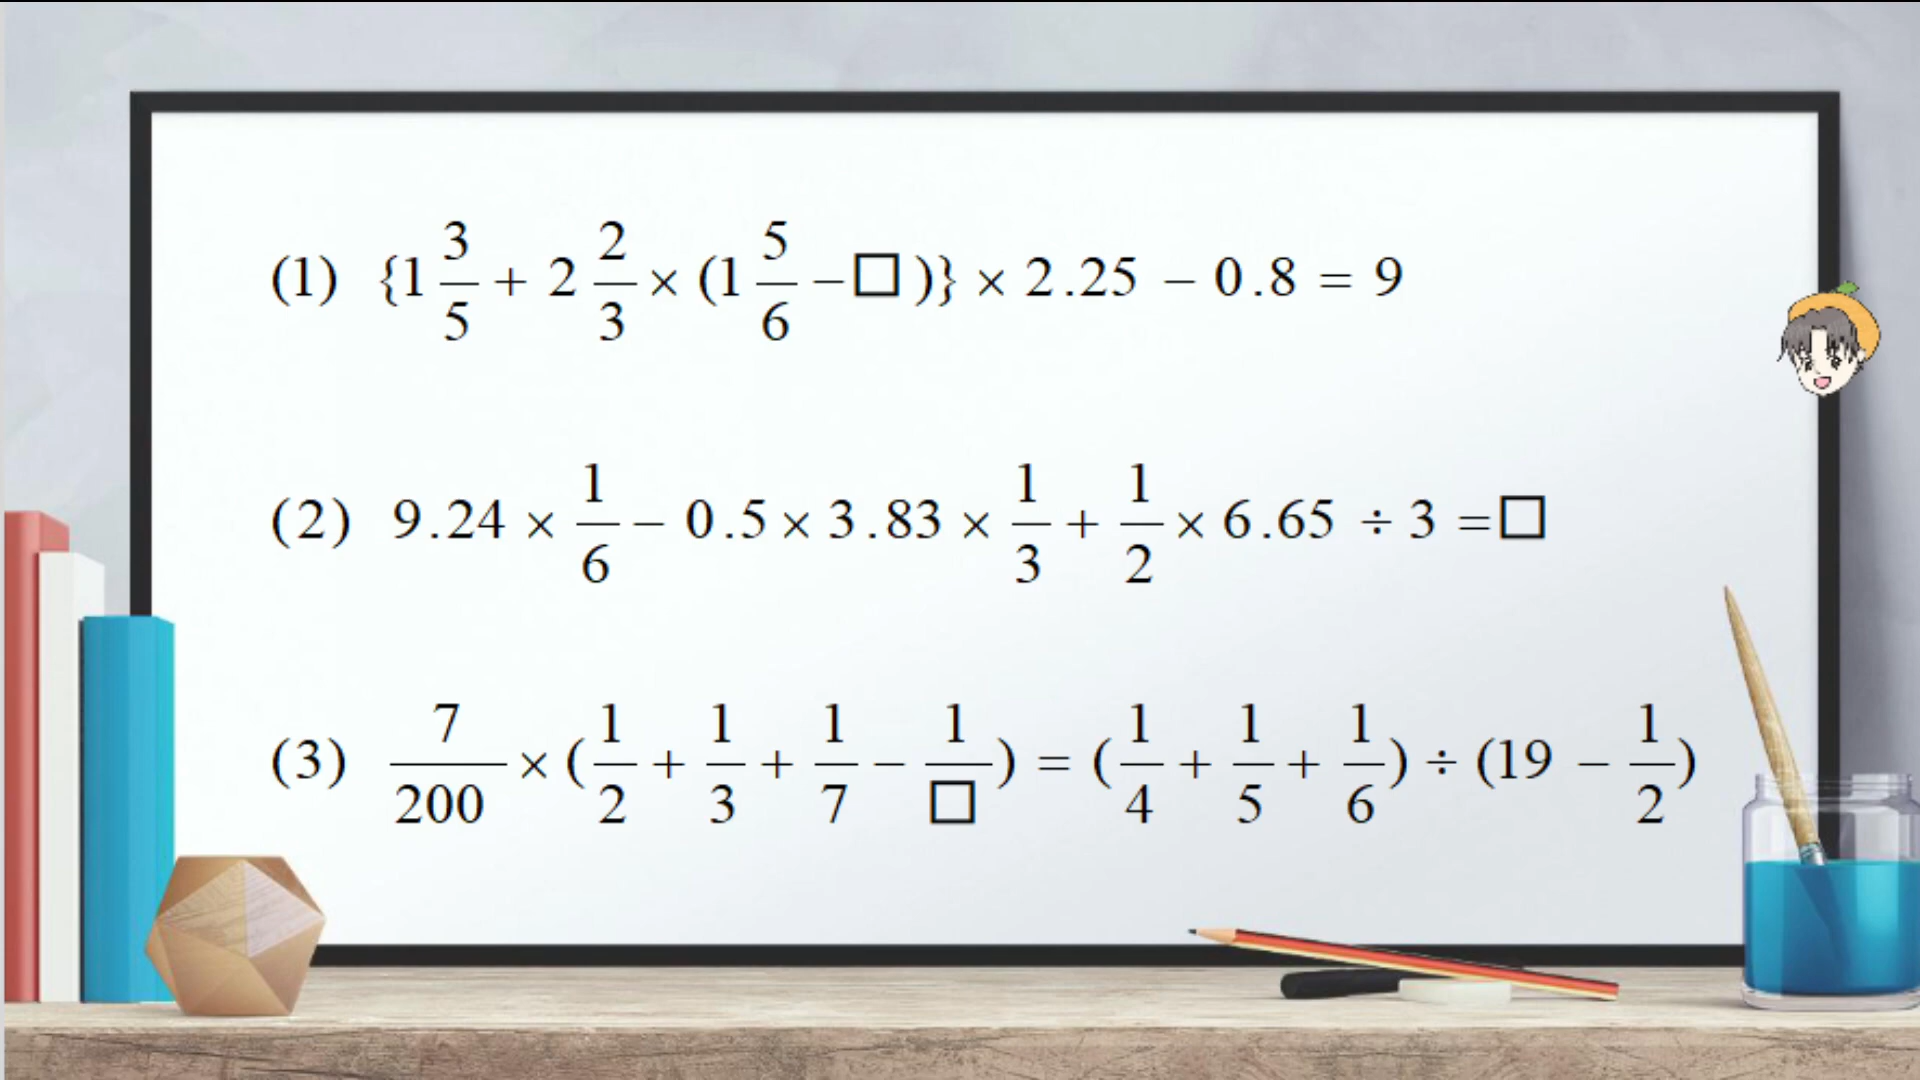 (1) {1 3/5 + 2 2/3 × (1 5/6 − □)} × 2.25 − 0.8 = 9
(2) 9.24 × 1/6 − 0.5 × 3.83 × 1/3 + 1/2 × 6.65 ÷ 3 = □
(3) 7/200 × (1/2 + 1/3 + 1/7 − 1/□) = (1/4 + 1/5 + 1/6) ÷ (19 − 1/2)